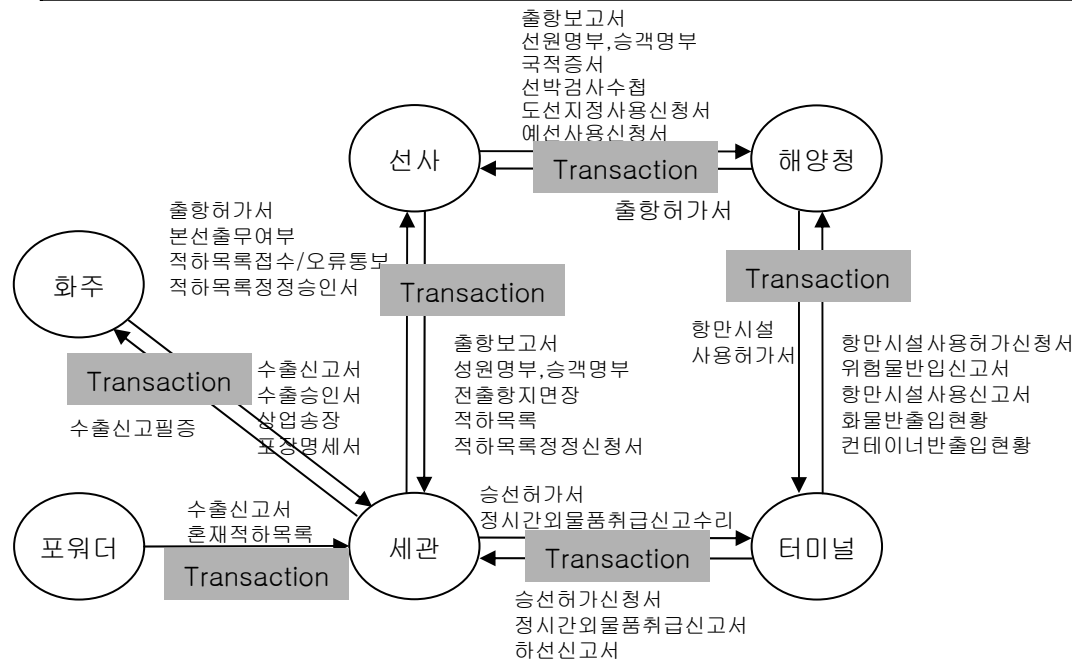 출항보고서
선원명부,승객명부
국적증서
선박검사수첩
도선지정사용신청서
예선사용신청서
선사
Transaction
해양청
출항허가서
출항허가서
본선출무여부
적하목록접수/오류통보
적하목록정정승인서
화주
Transaction
Transaction
항만시설
사용허가서
출항보고서
성원명부,승객명부
전출항지면장
적하목록
적하목록정정신청서
항만시설사용허가신청서
위험물반입신고서
항만시설사용신고서
화물반출입현황
컨테이너반출입현황
Transaction
수출신고서
수출승인서
상업송장
포장명세서
수출신고필증
수출신고서
혼재적하목록
승선허가서
정시간외물품취급신고수리
포워더
Transaction
세관
Transaction
터미널
승선허가신청서
정시간외물품취급신고서
하선신고서